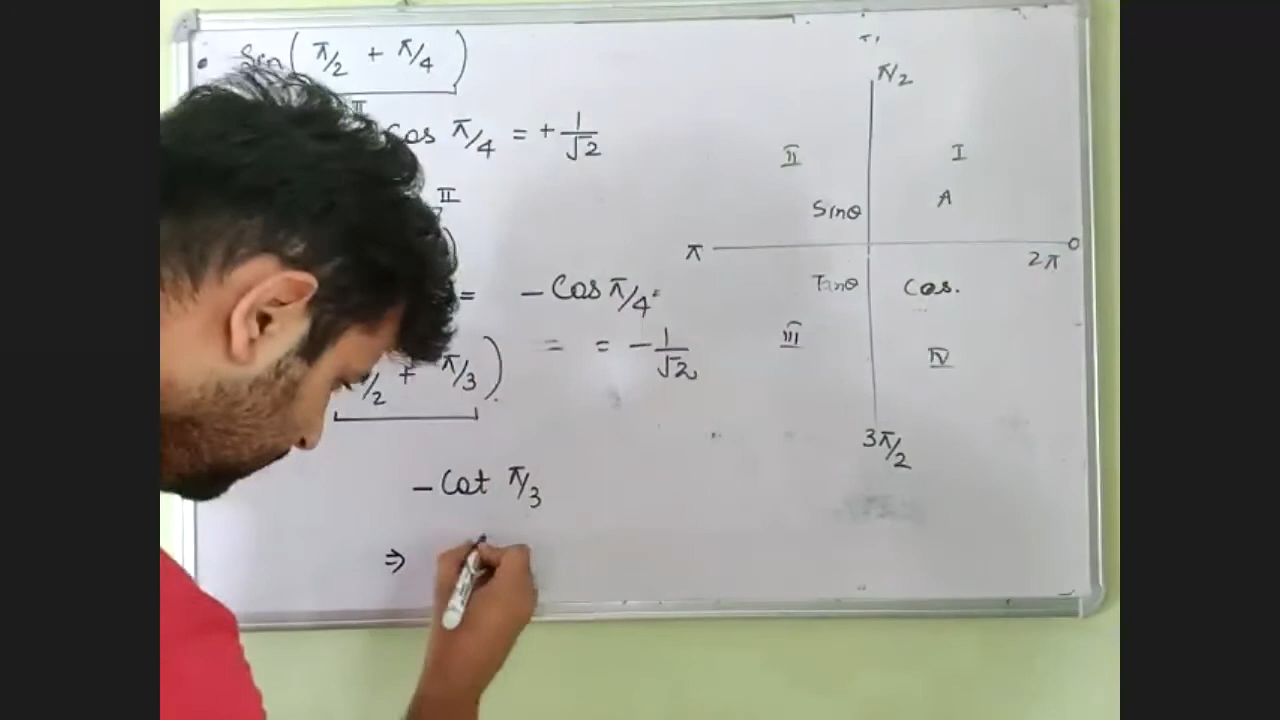 • Sin( π/2 + π/4 )
II
Cos π/4 = + 1/√2
II
)
= - Cos π/4 =
π/2 + π/3 ) = = - 1/√2
- Cot π/3
⇒
π/2
II I
Sinθ A
π 0
2π
Tanθ Cos.
III IV
3π/2